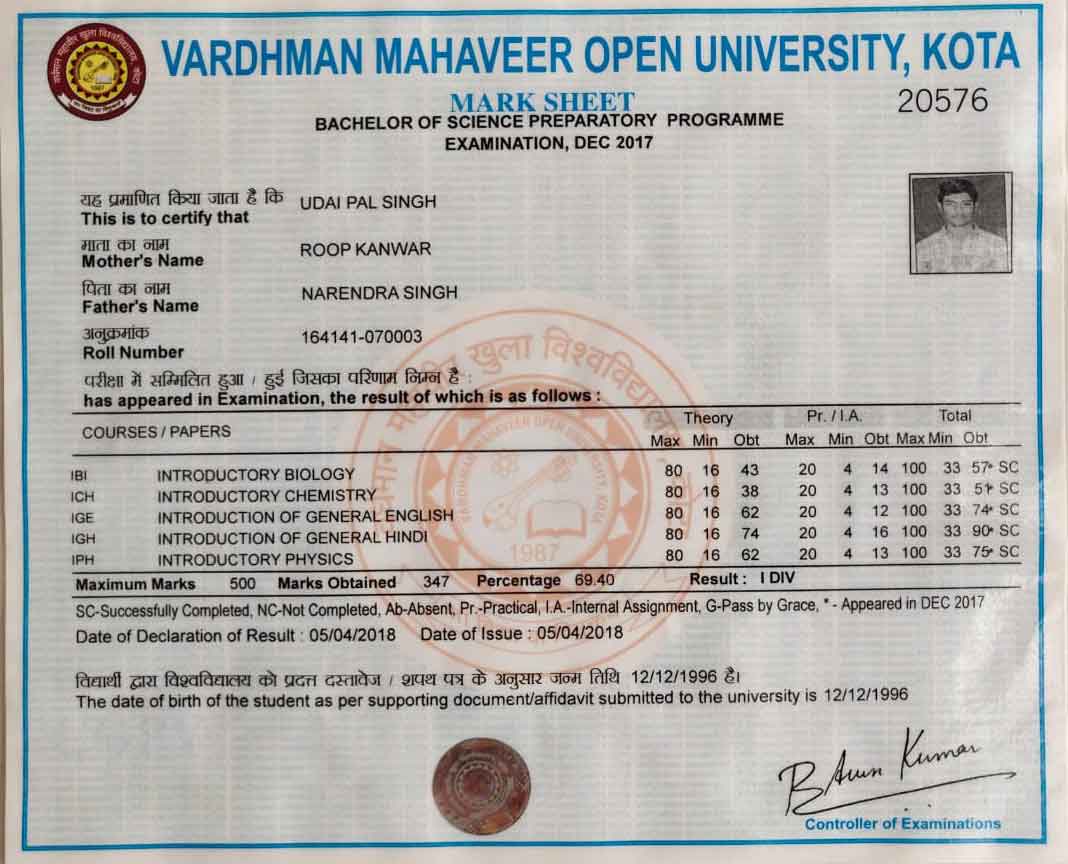 VARDHMAN MAHAVEER OPEN UNIVERSITY, KOTA
MARK SHEET
20576
BACHELOR OF SCIENCE PREPARATORY PROGRAMME
EXAMINATION, DEC 2017
यह प्रमाणित किया जाता है कि
This is to certify that UDAI PAL SINGH
माता का नाम
Mother's Name ROOP KANWAR
पिता का नाम
Father's Name NARENDRA SINGH
अनुक्रमांक
Roll Number 164141-070003
परीक्षा में सम्मिलित हुआ / हुई जिसका परिणाम निम्न है :
has appeared in Examination, the result of which is as follows :
COURSES / PAPERS Theory Pr. / I.A. Total
Max Min Obt Max Min Obt Max Min Obt
IBI INTRODUCTORY BIOLOGY 80 16 43 20 4 14 100 33 57* SC
ICH INTRODUCTORY CHEMISTRY 80 16 38 20 4 13 100 33 51* SC
IGE INTRODUCTION OF GENERAL ENGLISH 80 16 62 20 4 12 100 33 74* SC
IGH INTRODUCTION OF GENERAL HINDI 80 16 74 20 4 16 100 33 90* SC
IPH INTRODUCTORY PHYSICS 80 16 62 20 4 13 100 33 75* SC
Maximum Marks 500 Marks Obtained 347 Percentage 69.40 Result : I DIV
SC-Successfully Completed, NC-Not Completed, Ab-Absent, Pr.-Practical, I.A.-Internal Assignment, G-Pass by Grace, * - Appeared in DEC 2017
Date of Declaration of Result : 05/04/2018 Date of Issue : 05/04/2018
विद्यार्थी द्वारा विश्वविद्यालय को प्रदत्त दस्तावेज / शपथ पत्र के अनुसार जन्म तिथि 12/12/1996 है।
The date of birth of the student as per supporting document/affidavit submitted to the university is 12/12/1996
B Arun Kumar
Controller of Examinations
1987
VARDHMAN MAHAVEER OPEN UNIVERSITY, KOTA
1987